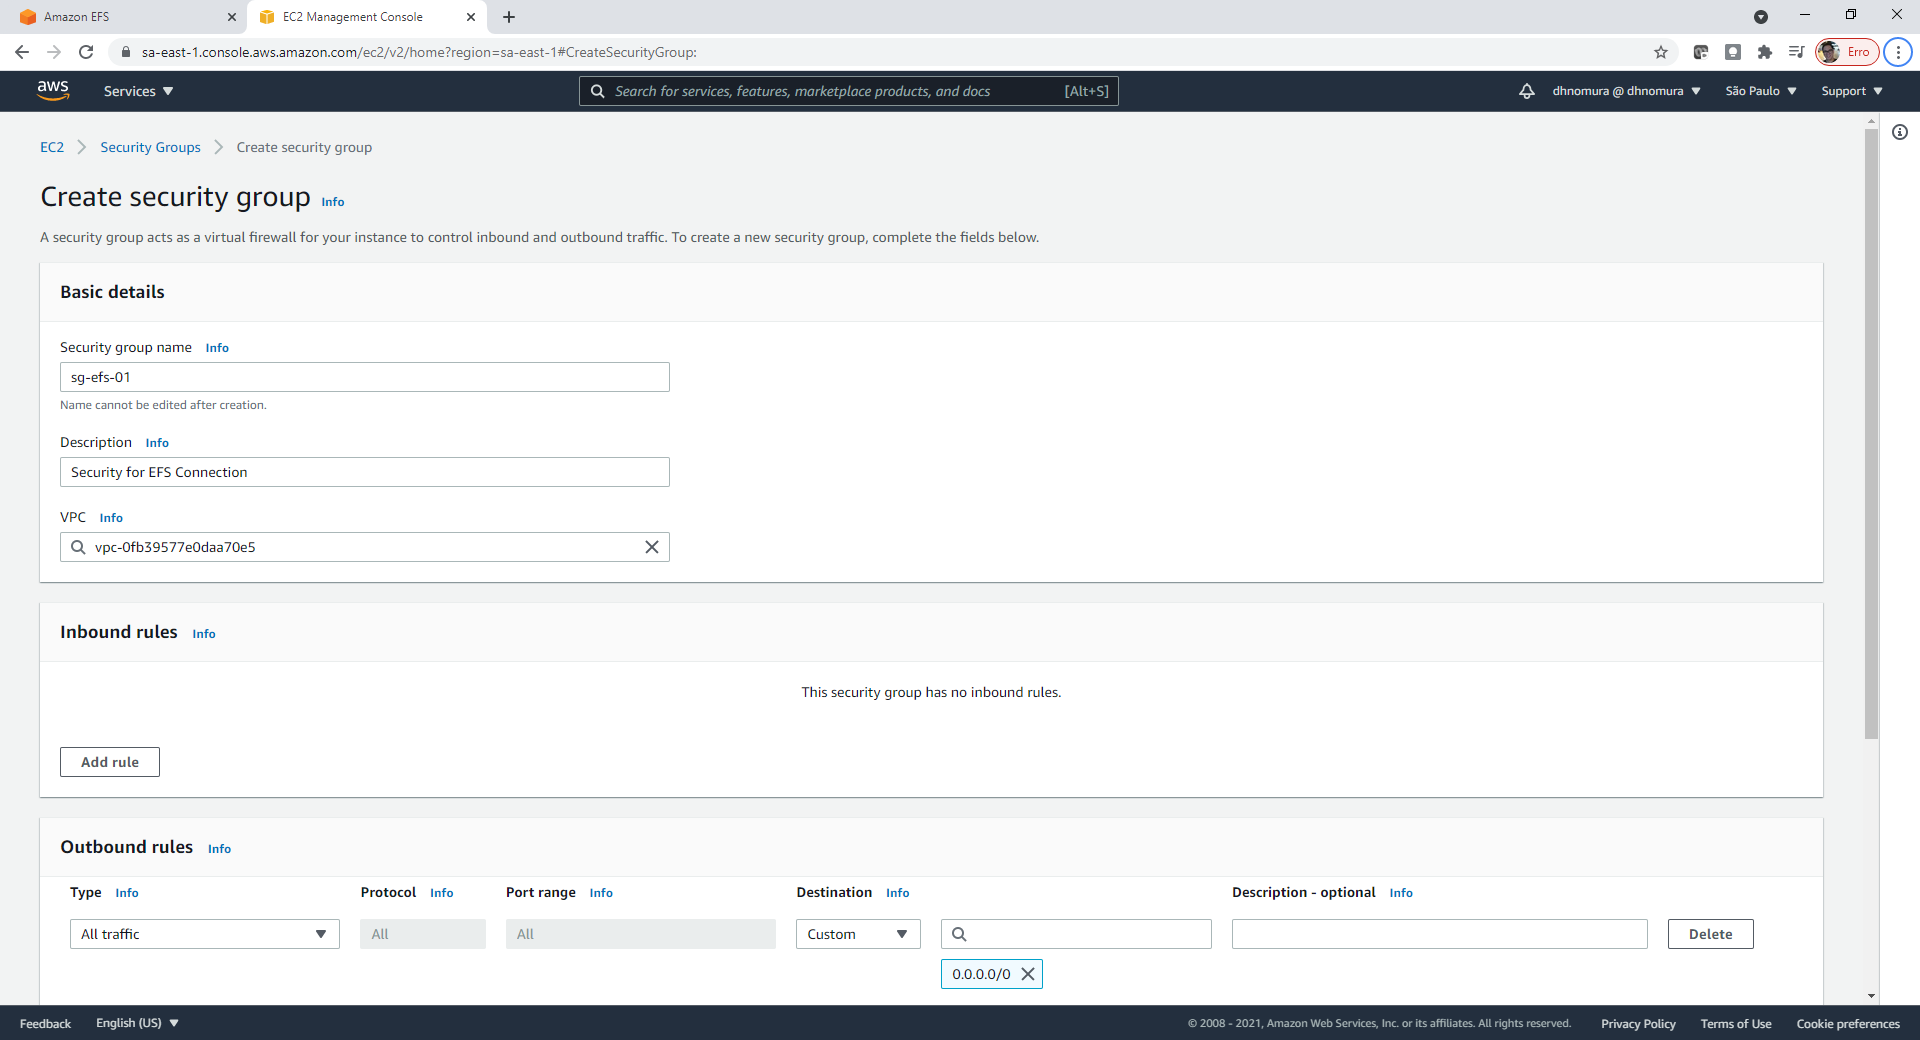 Amazon EFS
EC2 Management Console
sa-east-1.console.aws.amazon.com/ec2/v2/home?region=sa-east-1#CreateSecurityGroup:
Erro
aws
Services
Search for services, features, marketplace products, and docs
[Alt+S]
dhnomura @ dhnomura
São Paulo
Support
EC2
Security Groups
Create security group
Create security group Info
A security group acts as a virtual firewall for your instance to control inbound and outbound traffic. To create a new security group, complete the fields below.
Basic details
Security group name Info
sg-efs-01
Name cannot be edited after creation.
Description Info
Security for EFS Connection
VPC Info
vpc-0fb39577e0daa70e5
Inbound rules Info
This security group has no inbound rules.
Add rule
Outbound rules Info
Type Info Protocol Info Port range Info Destination Info Description - optional Info
All traffic All All Custom Delete
0.0.0.0/0
Feedback English (US) © 2008 - 2021, Amazon Web Services, Inc. or its affiliates. All rights reserved. Privacy Policy Terms of Use Cookie preferences